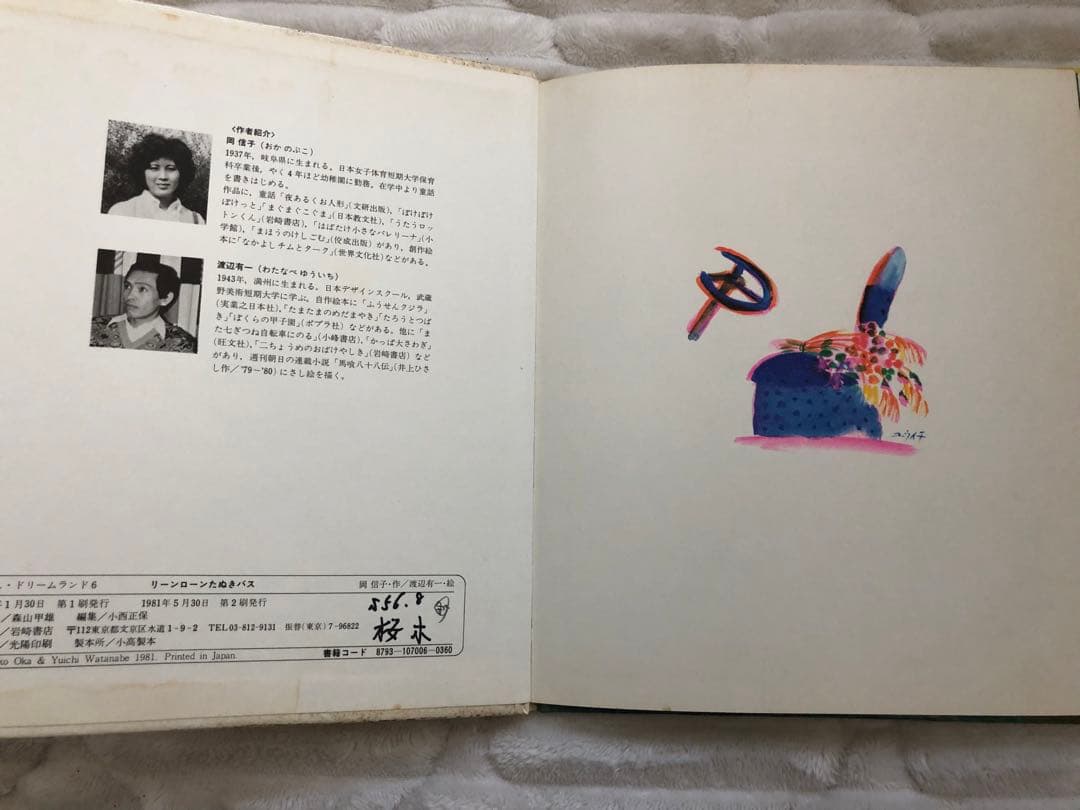 〈作者紹介〉
岡 信子(おか のぶこ)
1937年，岐阜県に生まれる。日本女子体育短期大学保育
科卒業後，やく4年ほど幼稚園に勤務。在学中より童話
を書きはじめる。
作品に，童話「夜あるくお人形」(文研出版)，「ぽけぽけ
ぽけっと」「まぐまぐこぐま」(日本教文社)，「うたうロッ
トンくん」(岩崎書店)，「はばたけ小さなバレリーナ」(小
学館)，「まほうのけしごむ」(佼成出版)があり，創作絵
本に「なかよしチムとターク」(世界文化社)などがある。
渡辺有一(わたなべ ゆういち)
1943年，満州に生まれる。日本デザインスクール，武蔵
野美術短期大学に学ぶ。自作絵本に「ふうせんクジラ」
(実業之日本社)，「たまたまのめだまやき」「たろうとつば
き」「ぼくらの甲子園」(ポプラ社) などがある。他に「ま
た七ぎつね自転車にのる」(小峰書店)，「かっぱ大さわぎ」
(旺文社)，「二ちょうめのおばけやしき」(岩崎書店) など
があり，週刊朝日の連載小説「馬喰八十八伝」(井上ひさ
し作/'79−'80)にさし絵を描く。
・ドリームランド6 リーンローンたぬきバス 岡 信子・作/渡辺有一・絵
1月30日 第1刷発行 1981年5月30日 第2刷発行
/森山甲雄 編集/小西正保
/岩崎書店 〒112東京都文京区水道1-9-2 TEL03-812-9131 振替(東京)7-96822
/光陽印刷 製本所/小高製本
ko Oka & Yuichi Watanabe 1981. Printed in Japan. 書籍コード 8793-107006-0360
556.8
桜木
ユウイチ